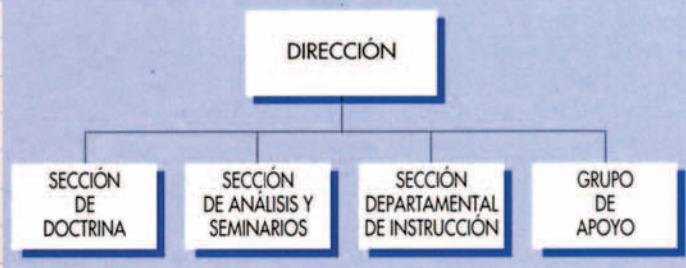 DIRECCIÓN
SECCIÓN
DE
DOCTRINA
SECCIÓN
DE ANÁLISIS Y
SEMINARIOS
SECCIÓN
DEPARTAMENTAL
DE INSTRUCCIÓN
GRUPO
DE
APOYO